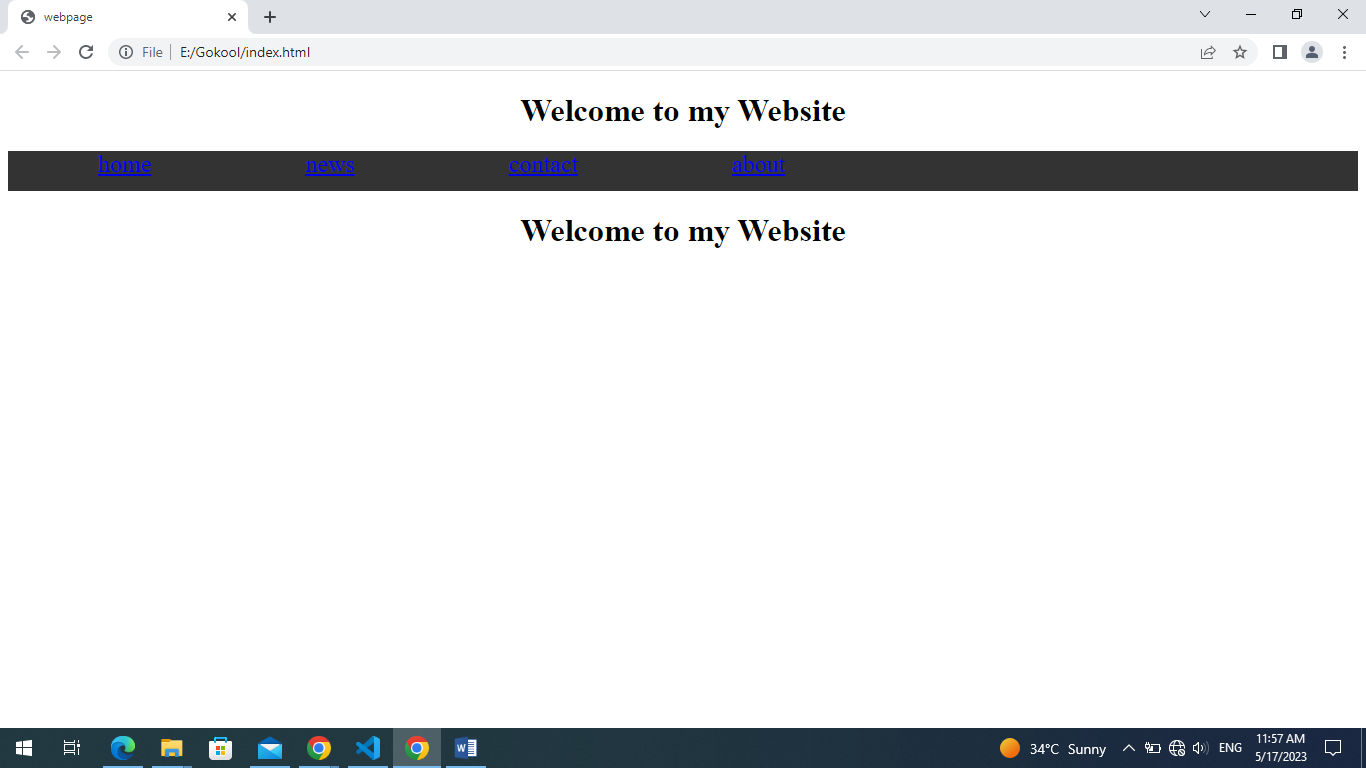 webpage
File E:/Gokool/index.html
Welcome to my Website
home news contact about
Welcome to my Website
34°C Sunny ENG 11:57 AM
5/17/2023